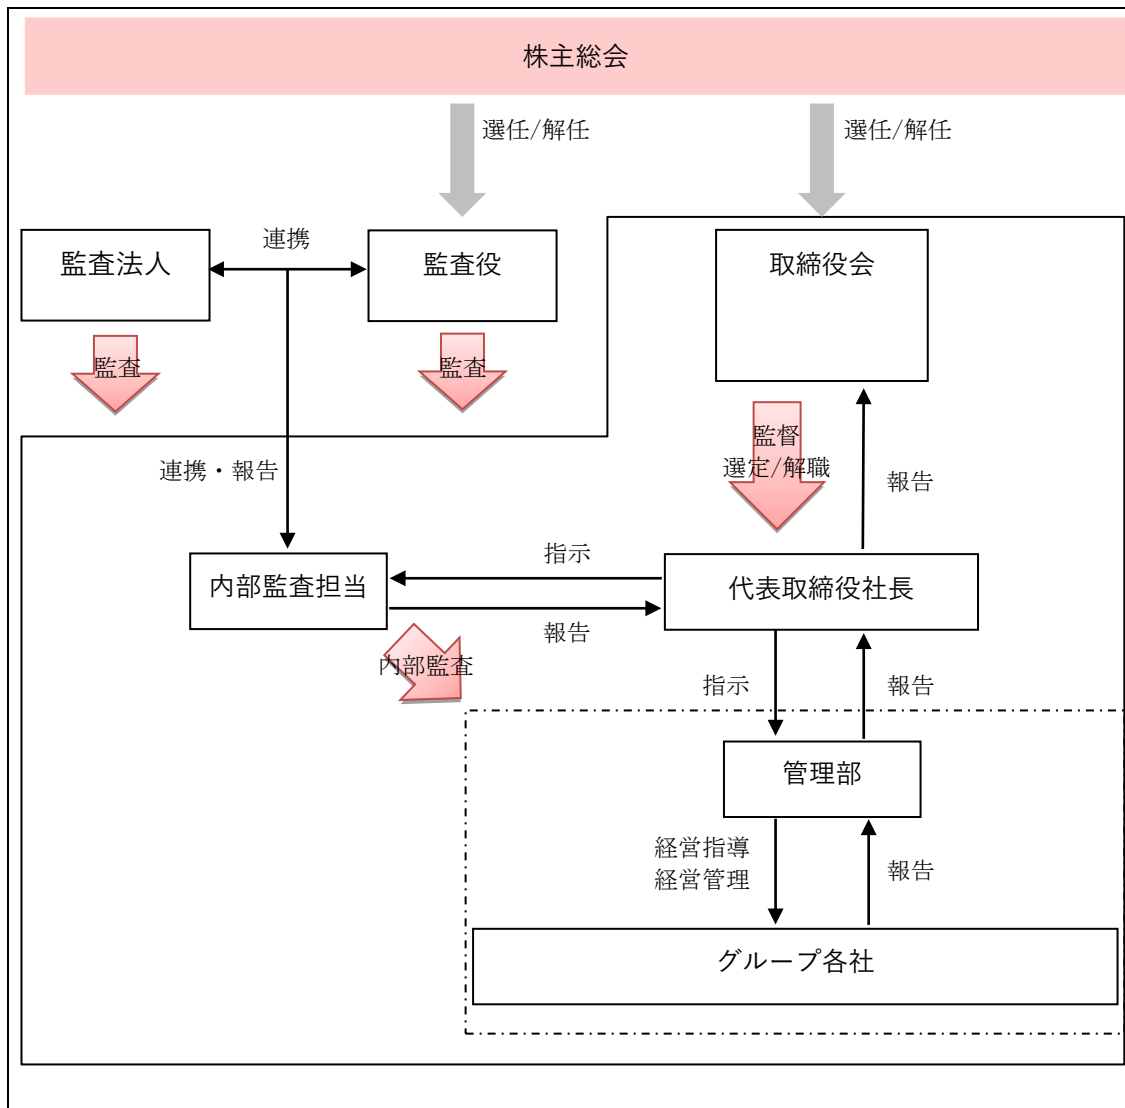 株主総会
選任/解任
選任/解任
監査法人
連携
監査役
取締役会
監査
監査
監督
選定/解職
連携・報告
報告
内部監査担当
指示
報告
代表取締役社長
内部監査
指示
報告
管理部
経営指導
経営管理
報告
グループ各社